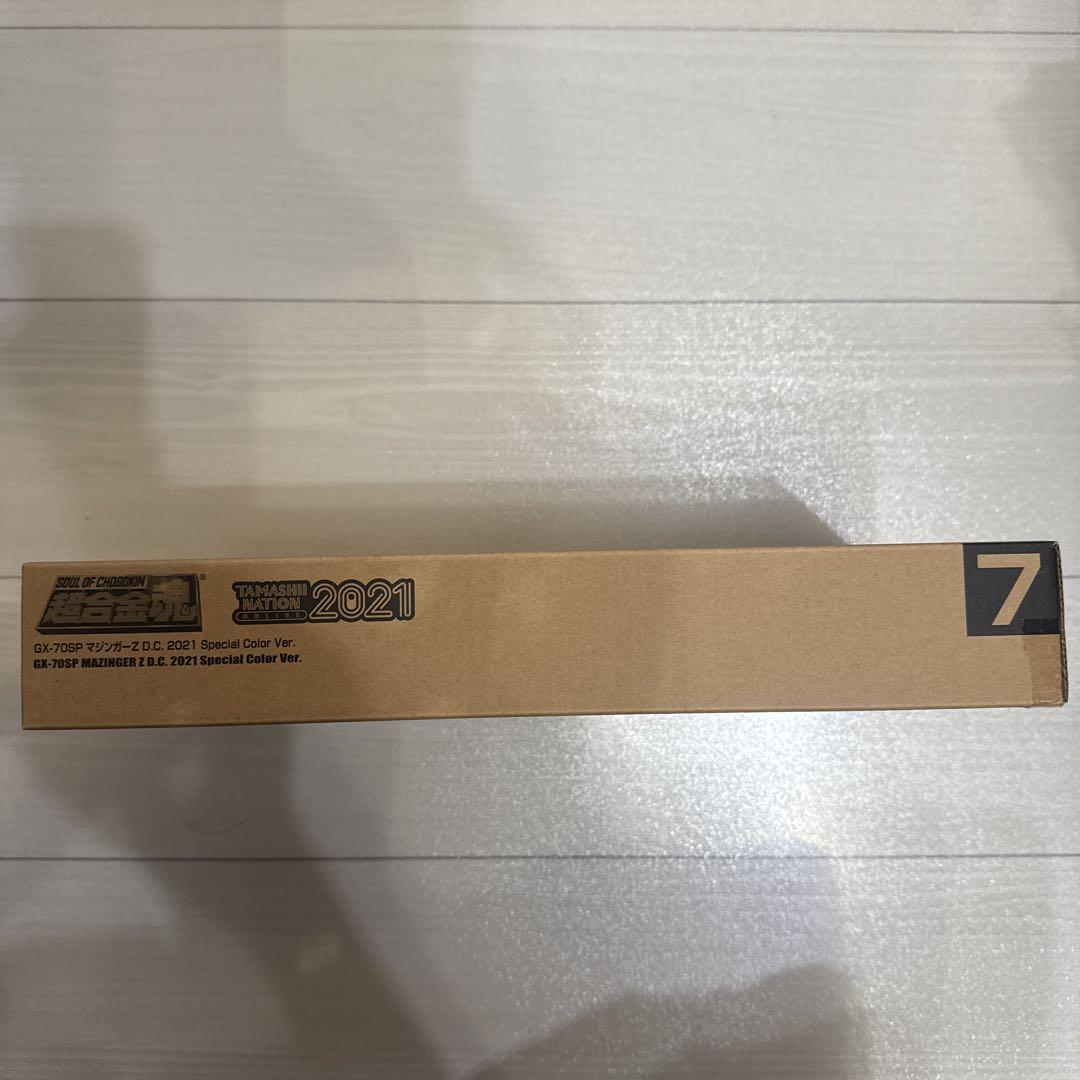 SOUL OF CHOGOKIN
超合金魂®
TAMASHII
NATION
ONLINE
2021
GX-70SP マジンガーZ D.C. 2021 Special Color Ver.
GX-70SP MAZINGER Z D.C. 2021 Special Color Ver.
7